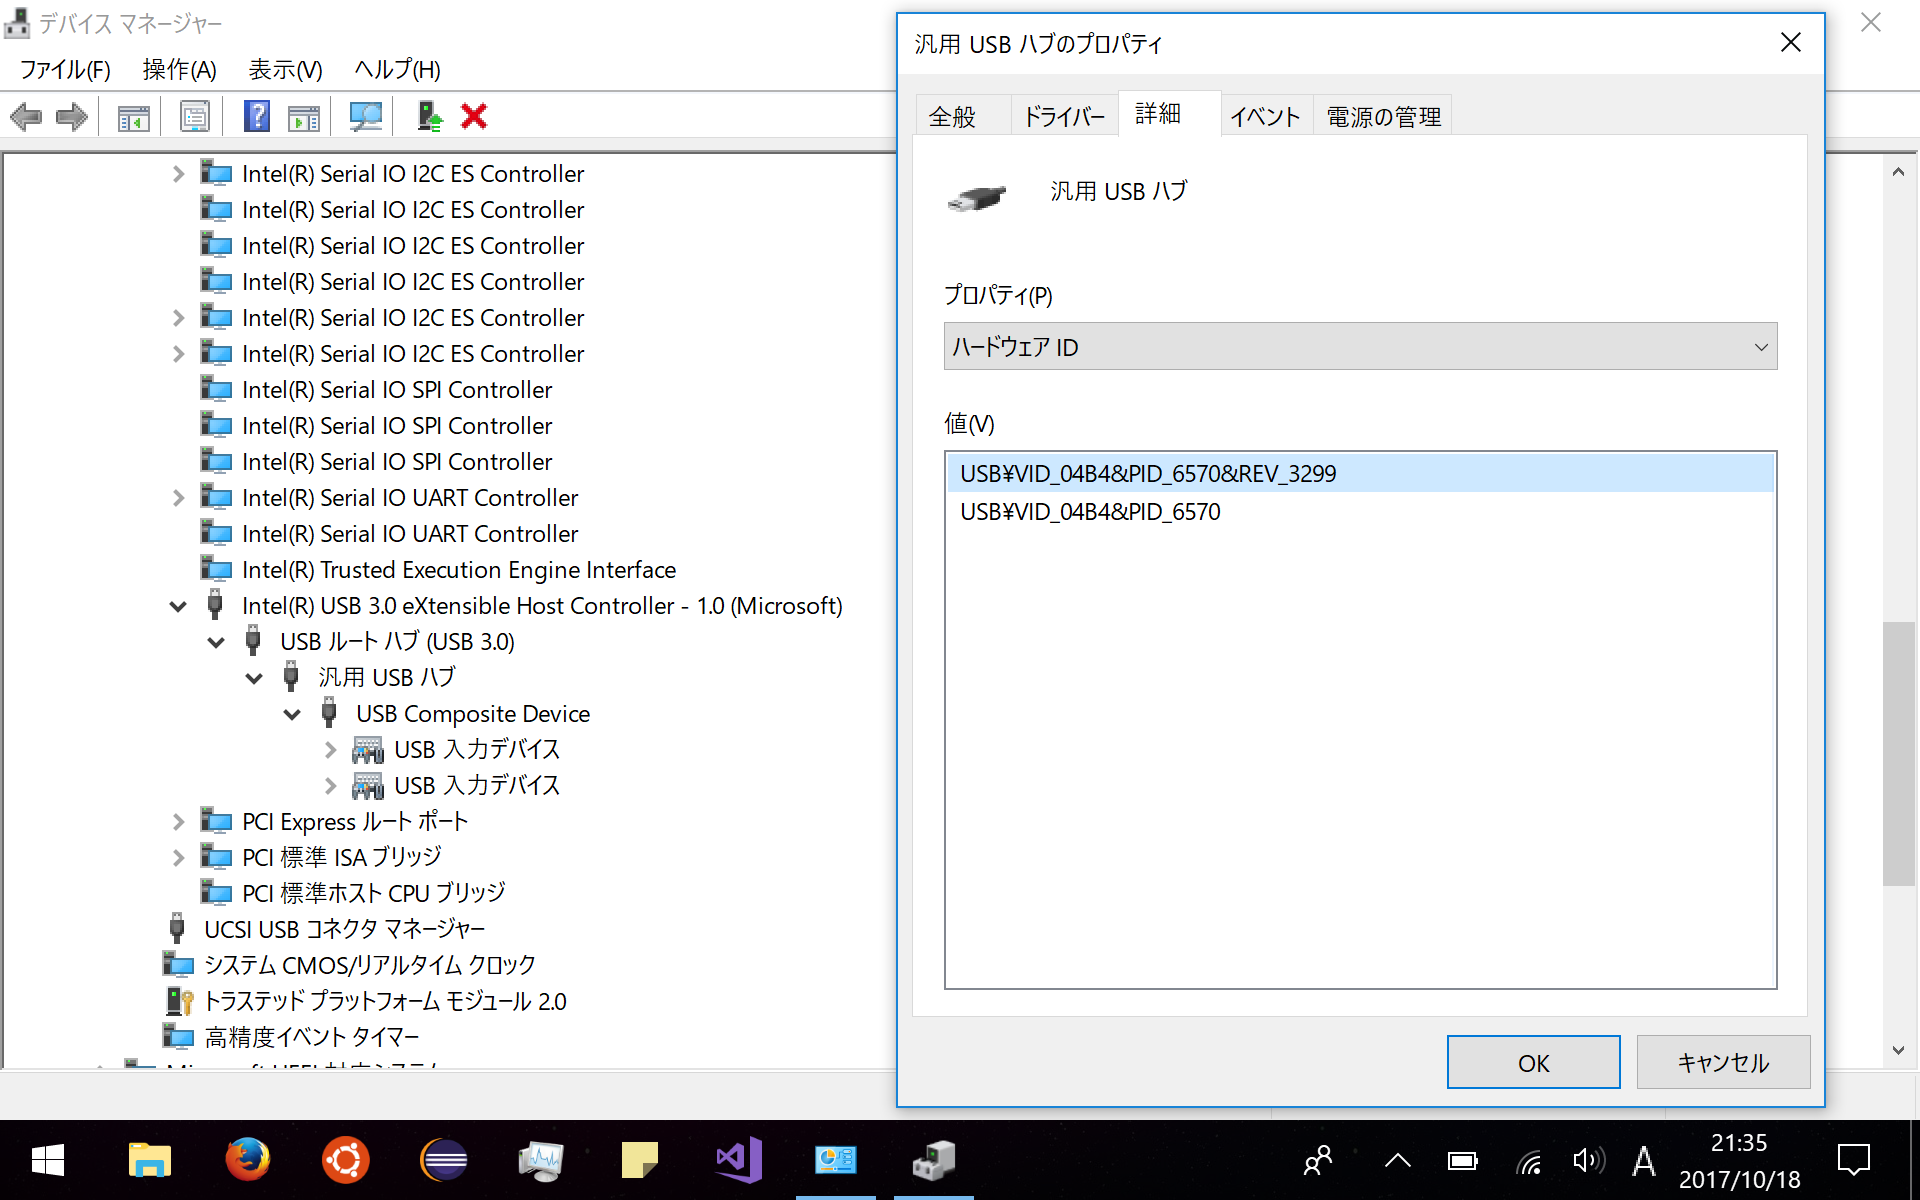 デバイス マネージャー
ファイル(F) 操作(A) 表示(V) ヘルプ(H)
Intel(R) Serial IO I2C ES Controller
Intel(R) Serial IO I2C ES Controller
Intel(R) Serial IO I2C ES Controller
Intel(R) Serial IO I2C ES Controller
Intel(R) Serial IO I2C ES Controller
Intel(R) Serial IO I2C ES Controller
Intel(R) Serial IO SPI Controller
Intel(R) Serial IO SPI Controller
Intel(R) Serial IO SPI Controller
Intel(R) Serial IO UART Controller
Intel(R) Serial IO UART Controller
Intel(R) Trusted Execution Engine Interface
Intel(R) USB 3.0 eXtensible Host Controller - 1.0 (Microsoft)
USB ルート ハブ (USB 3.0)
汎用 USB ハブ
USB Composite Device
USB 入力デバイス
USB 入力デバイス
PCI Express ルート ポート
PCI 標準 ISA ブリッジ
PCI 標準ホスト CPU ブリッジ
UCSI USB コネクタ マネージャー
システム CMOS/リアルタイム クロック
トラステッド プラットフォーム モジュール 2.0
高精度イベント タイマー
Microsoft UEFI 対応システム
汎用 USB ハブのプロパティ
全般 ドライバー 詳細 イベント 電源の管理
汎用 USB ハブ
プロパティ(P)
ハードウェア ID
値(V)
USB¥VID_04B4&PID_6570&REV_3299
USB¥VID_04B4&PID_6570
OK キャンセル
A
21:35
2017/10/18